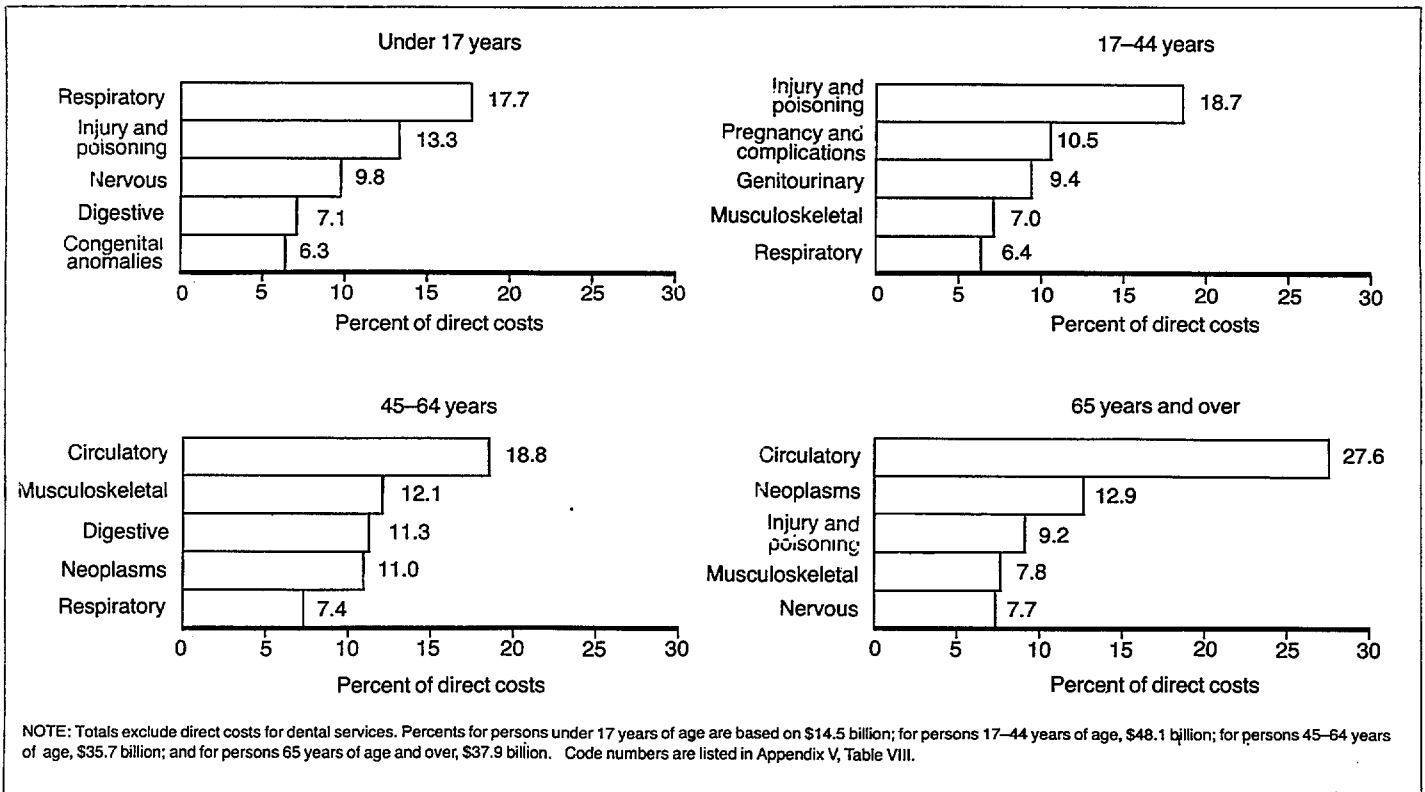 Under 17 years
Respiratory
17.7
Injury and
poisoning
13.3
Nervous
9.8
Digestive
7.1
Congenital
anomalies
6.3
0 5 10 15 20 25 30
Percent of direct costs
17–44 years
Injury and
poisoning
18.7
Pregnancy and
complications
10.5
Genitourinary
9.4
Musculoskeletal
7.0
Respiratory
6.4
0 5 10 15 20 25 30
Percent of direct costs
45–64 years
Circulatory
18.8
Musculoskeletal
12.1
Digestive
11.3
Neoplasms
11.0
Respiratory
7.4
0 5 10 15 20 25 30
Percent of direct costs
65 years and over
Circulatory
27.6
Neoplasms
12.9
Injury and
poisoning
9.2
Musculoskeletal
7.8
Nervous
7.7
0 5 10 15 20 25 30
Percent of direct costs
NOTE: Totals exclude direct costs for dental services. Percents for persons under 17 years of age are based on $14.5 billion; for persons 17–44 years of age, $48.1 billion; for persons 45–64 years
of age, $35.7 billion; and for persons 65 years of age and over, $37.9 billion. Code numbers are listed in Appendix V, Table VIII.